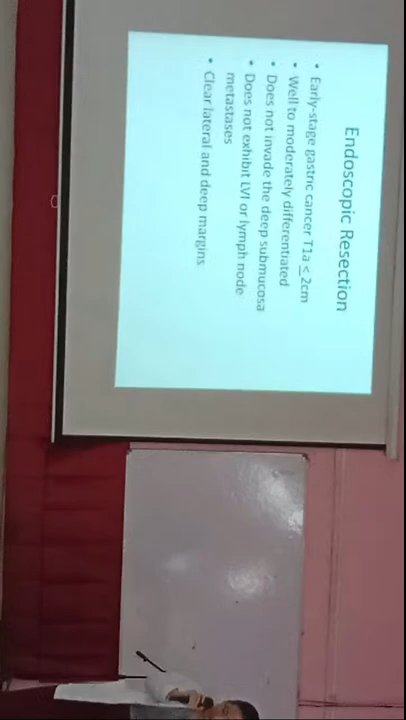 Endoscopic Resection
• Early-stage gastric cancer T1a ≤ 2cm
• Well to moderately differentiated
• Does not invade the deep submucosa
• Does not exhibit LVI or lymph node
metastases
• Clear lateral and deep margins